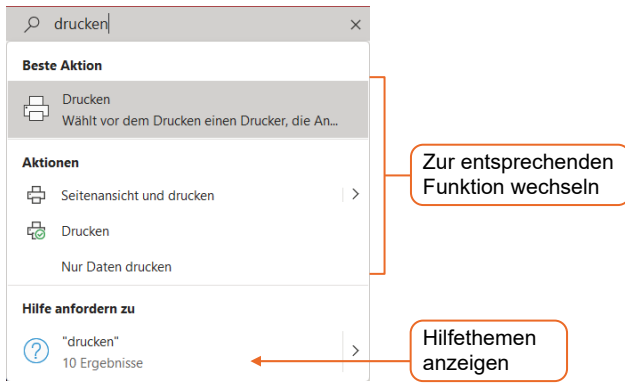 drucken
Beste Aktion
Drucken
Wählt vor dem Drucken einen Drucker, die An...
Aktionen
Seitenansicht und drucken
Drucken
Nur Daten drucken
Zur entsprechenden
Funktion wechseln
Hilfe anfordern zu
"drucken"
10 Ergebnisse
Hilfethemen
anzeigen